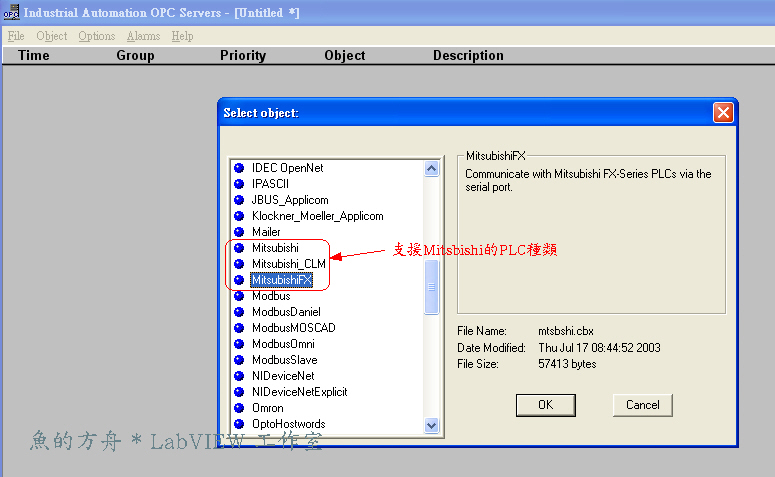 OPC Industrial Automation OPC Servers - [Untitled *]
File Object Options Alarms Help
Time Group Priority Object Description
Select object:
IDEC OpenNet
IPASCII
JBUS_Applicom
Klockner_Moeller_Applicom
Mailer
Mitsubishi
Mitsubishi_CLM
MitsubishiFX
Modbus
ModbusDaniel
ModbusMOSCAD
ModbusOmni
ModbusSlave
NIDeviceNet
NIDeviceNetExplicit
Omron
OptoHostwords
支援Mitsbishi的PLC種類
MitsubishiFX
Communicate with Mitsubishi FX-Series PLCs via the
serial port.
File Name: mtsbshi.cbx
Date Modified: Thu Jul 17 08:44:52 2003
File Size: 57413 bytes
OK Cancel
魚的方舟 * LabVIEW 工作室